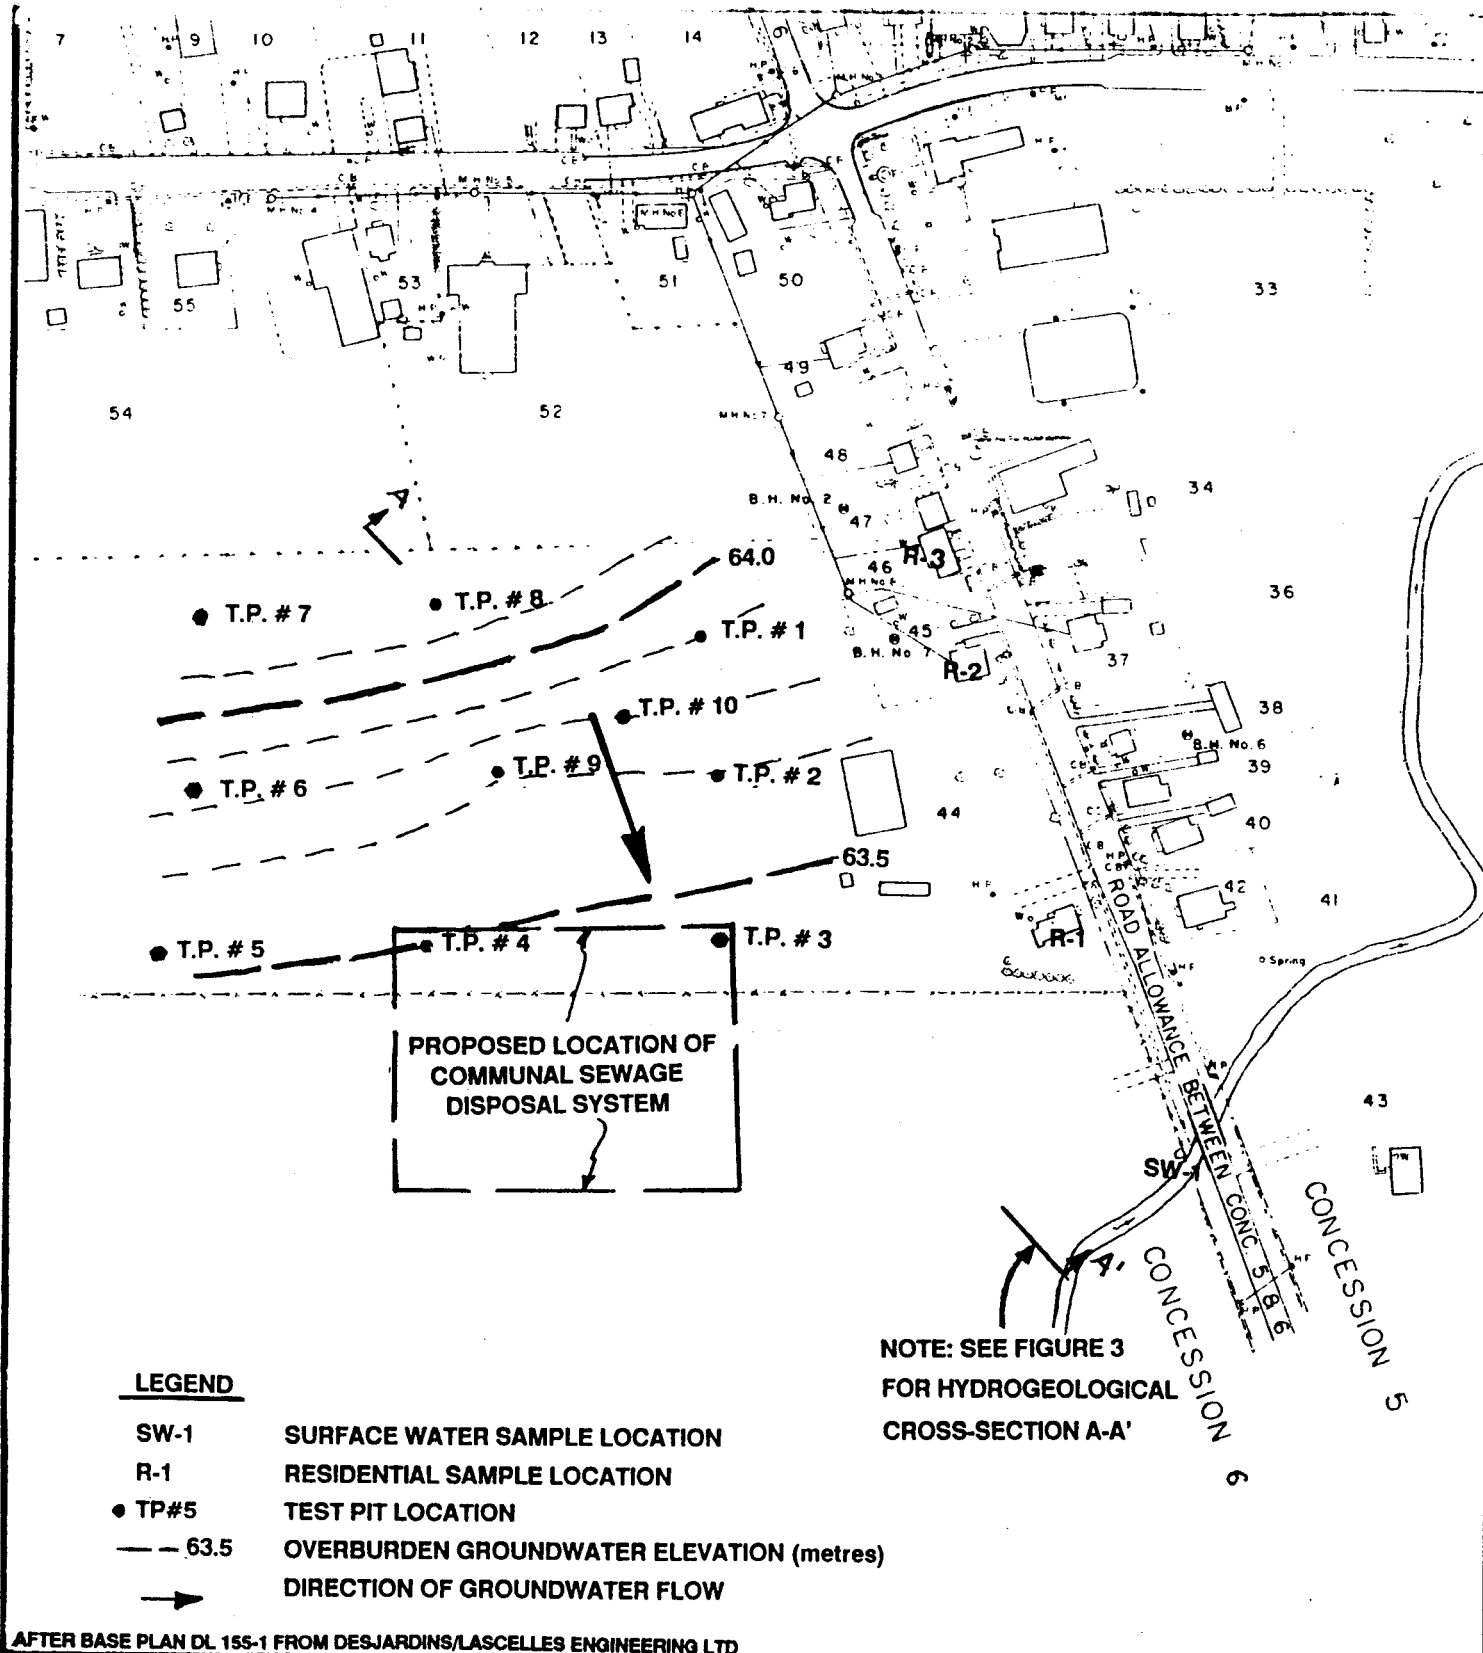 7
9
10
11
12
13
14
M.H No. 5
M.H No. 4
55
53
51
50
33
54
52
49
M H No 7
48
34
B.H. No. 2
47
R-3
46
36
64.0
T.P. # 7
T.P. # 8
T.P. # 1
45
B.H. No 7
R-2
37
T.P. # 10
38
B.H. No. 6
39
T.P. # 6
T.P. # 9
T.P. # 2
44
40
63.5
42
41
R-1
Spring
T.P. # 5
T.P. # 4
T.P. # 3
PROPOSED LOCATION OF
COMMUNAL SEWAGE
DISPOSAL SYSTEM
ROAD ALLOWANCE BETWEEN CONC. 5 & 6
43
SW-1
A
A'
CONCESSION 5
CONCESSION 6
NOTE: SEE FIGURE 3
FOR HYDROGEOLOGICAL
CROSS-SECTION A-A'
LEGEND
SW-1 SURFACE WATER SAMPLE LOCATION
R-1 RESIDENTIAL SAMPLE LOCATION
TP#5 TEST PIT LOCATION
63.5 OVERBURDEN GROUNDWATER ELEVATION (metres)
DIRECTION OF GROUNDWATER FLOW
AFTER BASE PLAN DL 155-1 FROM DESJARDINS/LASCELLES ENGINEERING LTD